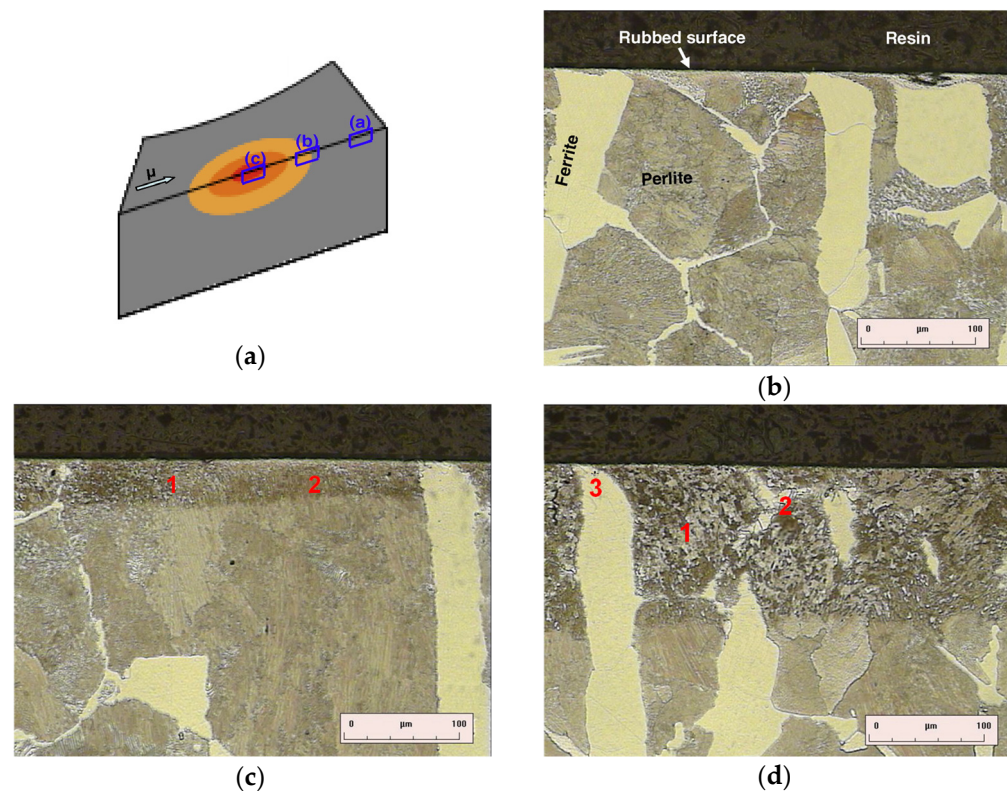 (a)
(b)
(c)
μ
(a)
Rubbed surface
Resin
Ferrite
Perlite
0 μm 100
(b)
1
2
0 μm 100
(c)
3
2
1
0 μm 100
(d)